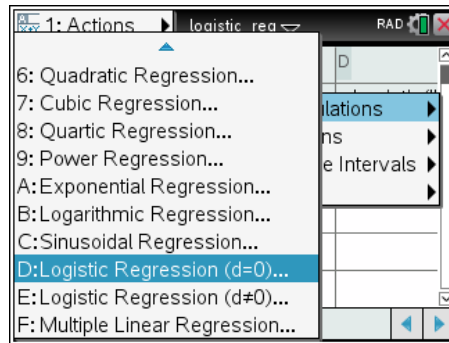 1: Actions
logistic_reg
RAD
6: Quadratic Regression...
7: Cubic Regression...
8: Quartic Regression...
9: Power Regression...
A:Exponential Regression...
B:Logarithmic Regression...
C:Sinusoidal Regression...
D:Logistic Regression (d=0)...
E:Logistic Regression (d≠0)...
F: Multiple Linear Regression...
D
ulations
ns
e Intervals